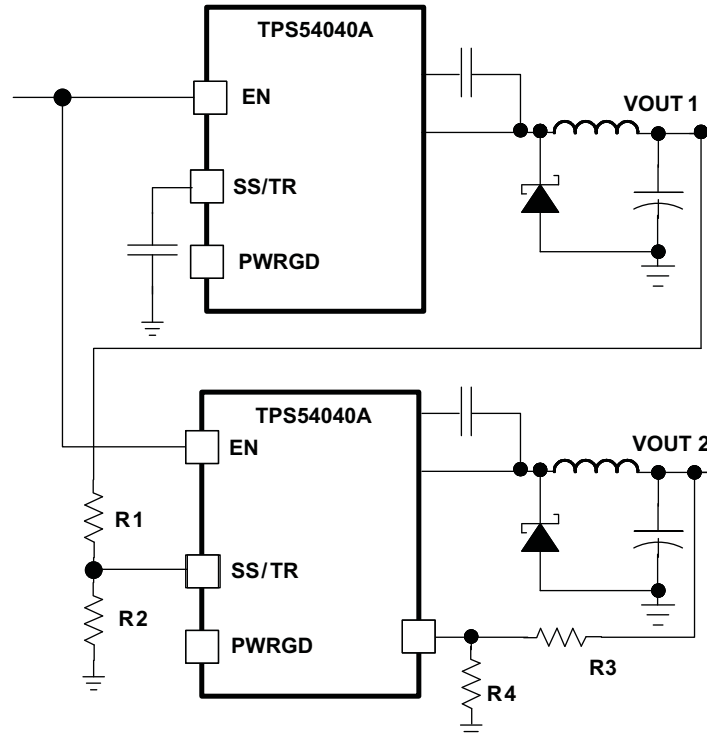 TPS54040A
EN
VOUT 1
SS/TR
PWRGD
TPS54040A
EN
VOUT 2
R1
SS/TR
R2
PWRGD
R3
R4